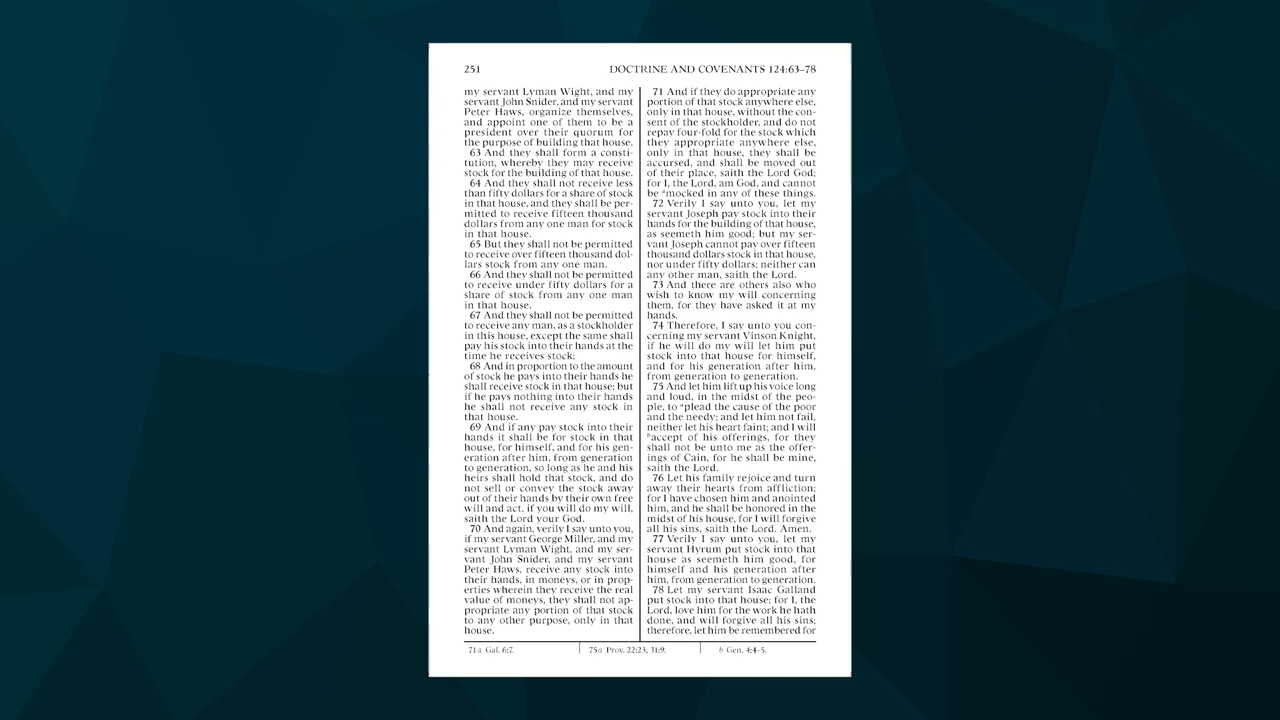 251
DOCTRINE AND COVENANTS 124:63–78
my servant Lyman Wight, and my
servant John Snider, and my servant
Peter Haws, organize themselves,
and appoint one of them to be a
president over their quorum for
the purpose of building that house.
63 And they shall form a consti-
tution, whereby they may receive
stock for the building of that house.
64 And they shall not receive less
than fifty dollars for a share of stock
in that house, and they shall be per-
mitted to receive fifteen thousand
dollars from any one man for stock
in that house.
65 But they shall not be permitted
to receive over fifteen thousand dol-
lars stock from any one man.
66 And they shall not be permitted
to receive under fifty dollars for a
share of stock from any one man
in that house.
67 And they shall not be permitted
to receive any man, as a stockholder
in this house, except the same shall
pay his stock into their hands at the
time he receives stock;
68 And in proportion to the amount
of stock he pays into their hands he
shall receive stock in that house; but
if he pays nothing into their hands
he shall not receive any stock in
that house.
69 And if any pay stock into their
hands it shall be for stock in that
house, for himself, and for his gen-
eration after him, from generation
to generation, so long as he and his
heirs shall hold that stock, and do
not sell or convey the stock away
out of their hands by their own free
will and act, if you will do my will,
saith the Lord your God.
70 And again, verily I say unto you,
if my servant George Miller, and my
servant Lyman Wight, and my ser-
vant John Snider, and my servant
Peter Haws, receive any stock into
their hands, in moneys, or in prop-
erties wherein they receive the real
value of moneys, they shall not ap-
propriate any portion of that stock
to any other purpose, only in that
house.
71 And if they do appropriate any
portion of that stock anywhere else,
only in that house, without the con-
sent of the stockholder, and do not
repay four-fold for the stock which
they appropriate anywhere else,
only in that house, they shall be
accursed, and shall be moved out
of their place, saith the Lord God;
for I, the Lord, am God, and cannot
be ᵃmocked in any of these things.
72 Verily I say unto you, let my
servant Joseph pay stock into their
hands for the building of that house,
as seemeth him good; but my ser-
vant Joseph cannot pay over fifteen
thousand dollars stock in that house,
nor under fifty dollars; neither can
any other man, saith the Lord.
73 And there are others also who
wish to know my will concerning
them, for they have asked it at my
hands.
74 Therefore, I say unto you con-
cerning my servant Vinson Knight,
if he will do my will let him put
stock into that house for himself,
and for his generation after him,
from generation to generation.
75 And let him lift up his voice long
and loud, in the midst of the peo-
ple, to ᵃplead the cause of the poor
and the needy; and let him not fail,
neither let his heart faint; and I will
ᵇaccept of his offerings, for they
shall not be unto me as the offer-
ings of Cain, for he shall be mine,
saith the Lord.
76 Let his family rejoice and turn
away their hearts from affliction;
for I have chosen him and anointed
him, and he shall be honored in the
midst of his house, for I will forgive
all his sins, saith the Lord. Amen.
77 Verily I say unto you, let my
servant Hyrum put stock into that
house as seemeth him good, for
himself and his generation after
him, from generation to generation.
78 Let my servant Isaac Galland
put stock into that house; for I, the
Lord, love him for the work he hath
done, and will forgive all his sins;
therefore, let him be remembered for
71a Gal. 6:7.
75a Prov. 22:23; 31:9.
b Gen. 4:4–5.